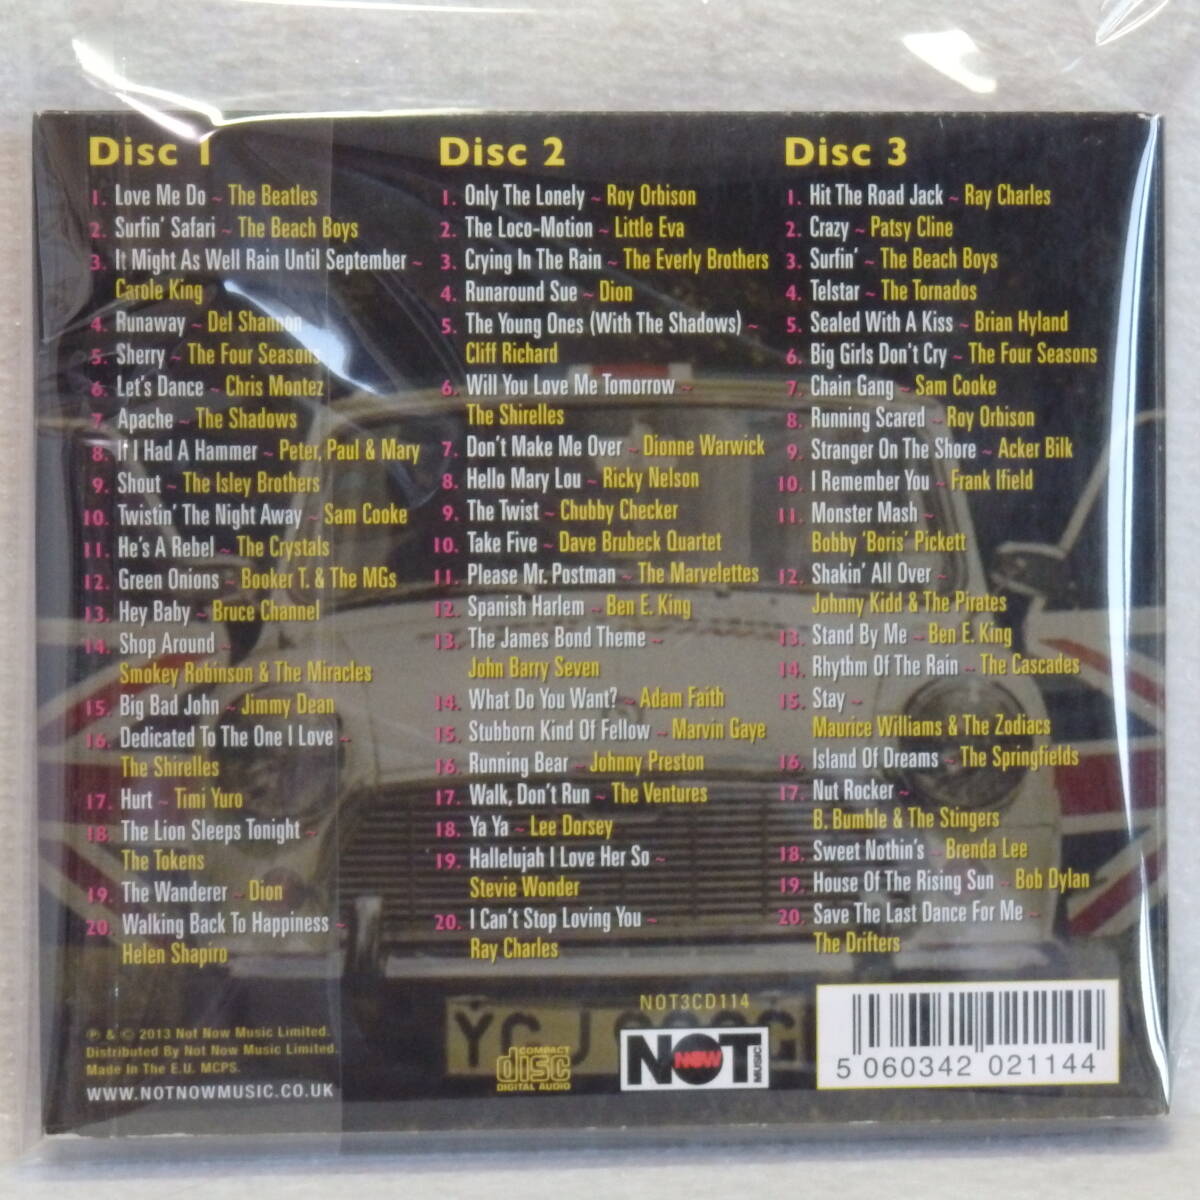 Disc 1
1. Love Me Do ~ The Beatles
2. Surfin' Safari ~ The Beach Boys
3. It Might As Well Rain Until September ~
Carole King
4. Runaway ~ Del Shannon
5. Sherry ~ The Four Seasons
6. Let's Dance ~ Chris Montez
7. Apache ~ The Shadows
8. If I Had A Hammer ~ Peter, Paul & Mary
9. Shout ~ The Isley Brothers
10. Twistin' The Night Away ~ Sam Cooke
11. He's A Rebel ~ The Crystals
12. Green Onions ~ Booker T. & The MGs
13. Hey Baby ~ Bruce Channel
14. Shop Around ~
Smokey Robinson & The Miracles
15. Big Bad John ~ Jimmy Dean
16. Dedicated To The One I Love ~
The Shirelles
17. Hurt ~ Timi Yuro
18. The Lion Sleeps Tonight ~
The Tokens
19. The Wanderer ~ Dion
20. Walking Back To Happiness ~
Helen Shapiro
Disc 2
1. Only The Lonely ~ Roy Orbison
2. The Loco-Motion ~ Little Eva
3. Crying In The Rain ~ The Everly Brothers
4. Runaround Sue ~ Dion
5. The Young Ones (With The Shadows) ~
Cliff Richard
6. Will You Love Me Tomorrow ~
The Shirelles
7. Don't Make Me Over ~ Dionne Warwick
8. Hello Mary Lou ~ Ricky Nelson
9. The Twist ~ Chubby Checker
10. Take Five ~ Dave Brubeck Quartet
11. Please Mr. Postman ~ The Marvelettes
12. Spanish Harlem ~ Ben E. King
13. The James Bond Theme ~
John Barry Seven
14. What Do You Want? ~ Adam Faith
15. Stubborn Kind Of Fellow ~ Marvin Gaye
16. Running Bear ~ Johnny Preston
17. Walk, Don't Run ~ The Ventures
18. Ya Ya ~ Lee Dorsey
19. Hallelujah I Love Her So ~
Stevie Wonder
20. I Can't Stop Loving You ~
Ray Charles
Disc 3
1. Hit The Road Jack ~ Ray Charles
2. Crazy ~ Patsy Cline
3. Surfin' ~ The Beach Boys
4. Telstar ~ The Tornados
5. Sealed With A Kiss ~ Brian Hyland
6. Big Girls Don't Cry ~ The Four Seasons
7. Chain Gang ~ Sam Cooke
8. Running Scared ~ Roy Orbison
9. Stranger On The Shore ~ Acker Bilk
10. I Remember You ~ Frank Ifield
11. Monster Mash ~
Bobby 'Boris' Pickett
12. Shakin' All Over ~
Johnny Kidd & The Pirates
13. Stand By Me ~ Ben E. King
14. Rhythm Of The Rain ~ The Cascades
15. Stay ~
Maurice Williams & The Zodiacs
16. Island Of Dreams ~ The Springfields
17. Nut Rocker ~
B. Bumble & The Stingers
18. Sweet Nothin's ~ Brenda Lee
19. House Of The Rising Sun ~ Bob Dylan
20. Save The Last Dance For Me ~
The Drifters
℗ & © 2013 Not Now Music Limited.
Distributed By Not Now Music Limited.
Made In The E.U. MCPS.
WWW.NOTNOWMUSIC.CO.UK
COMPACT
disc
DIGITAL AUDIO
NOT3CD114
NOT NOW MUSIC
5 060342 021144